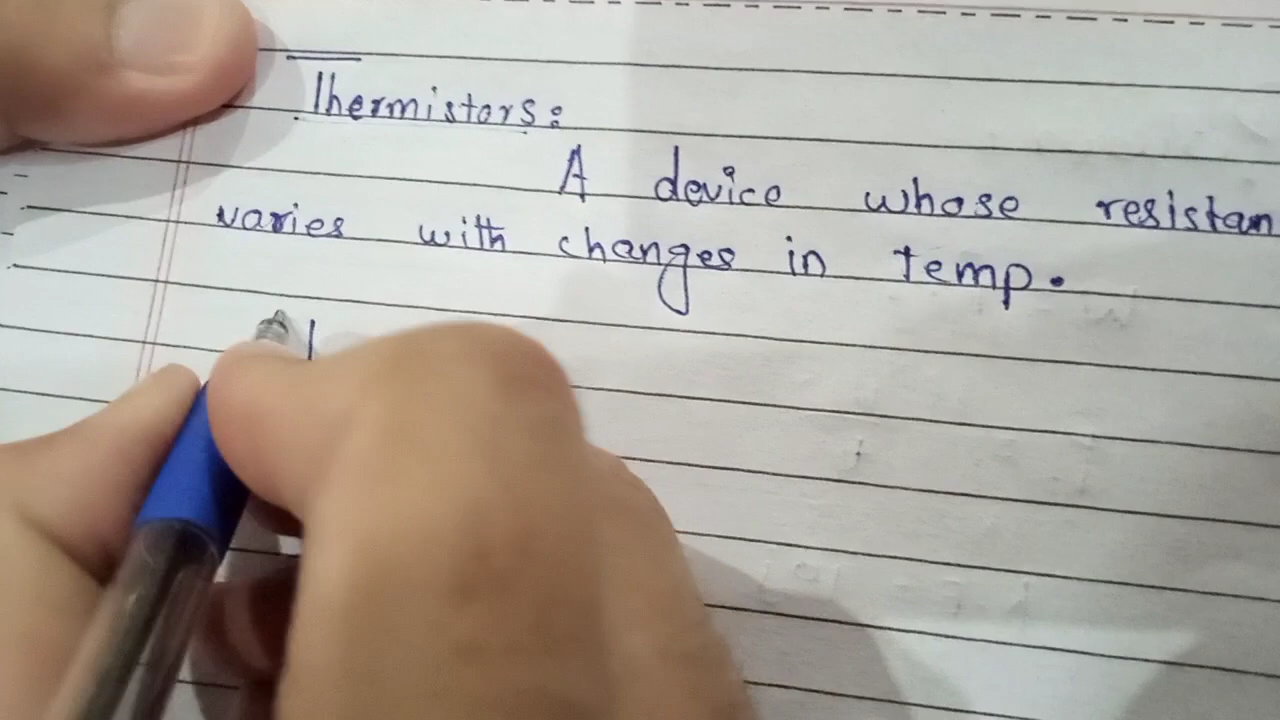 Thermistors:
A device whose resistan
varies with changes in temp.